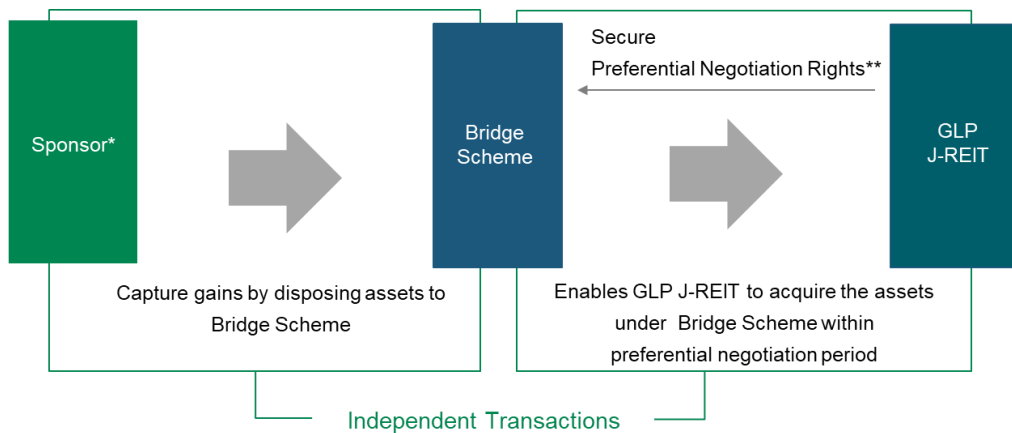 Sponsor*
Bridge
Scheme
Secure
Preferential Negotiation Rights**
GLP
J-REIT
Capture gains by disposing assets to
Bridge Scheme
Enables GLP J-REIT to acquire the assets
under Bridge Scheme within
preferential negotiation period
Independent Transactions